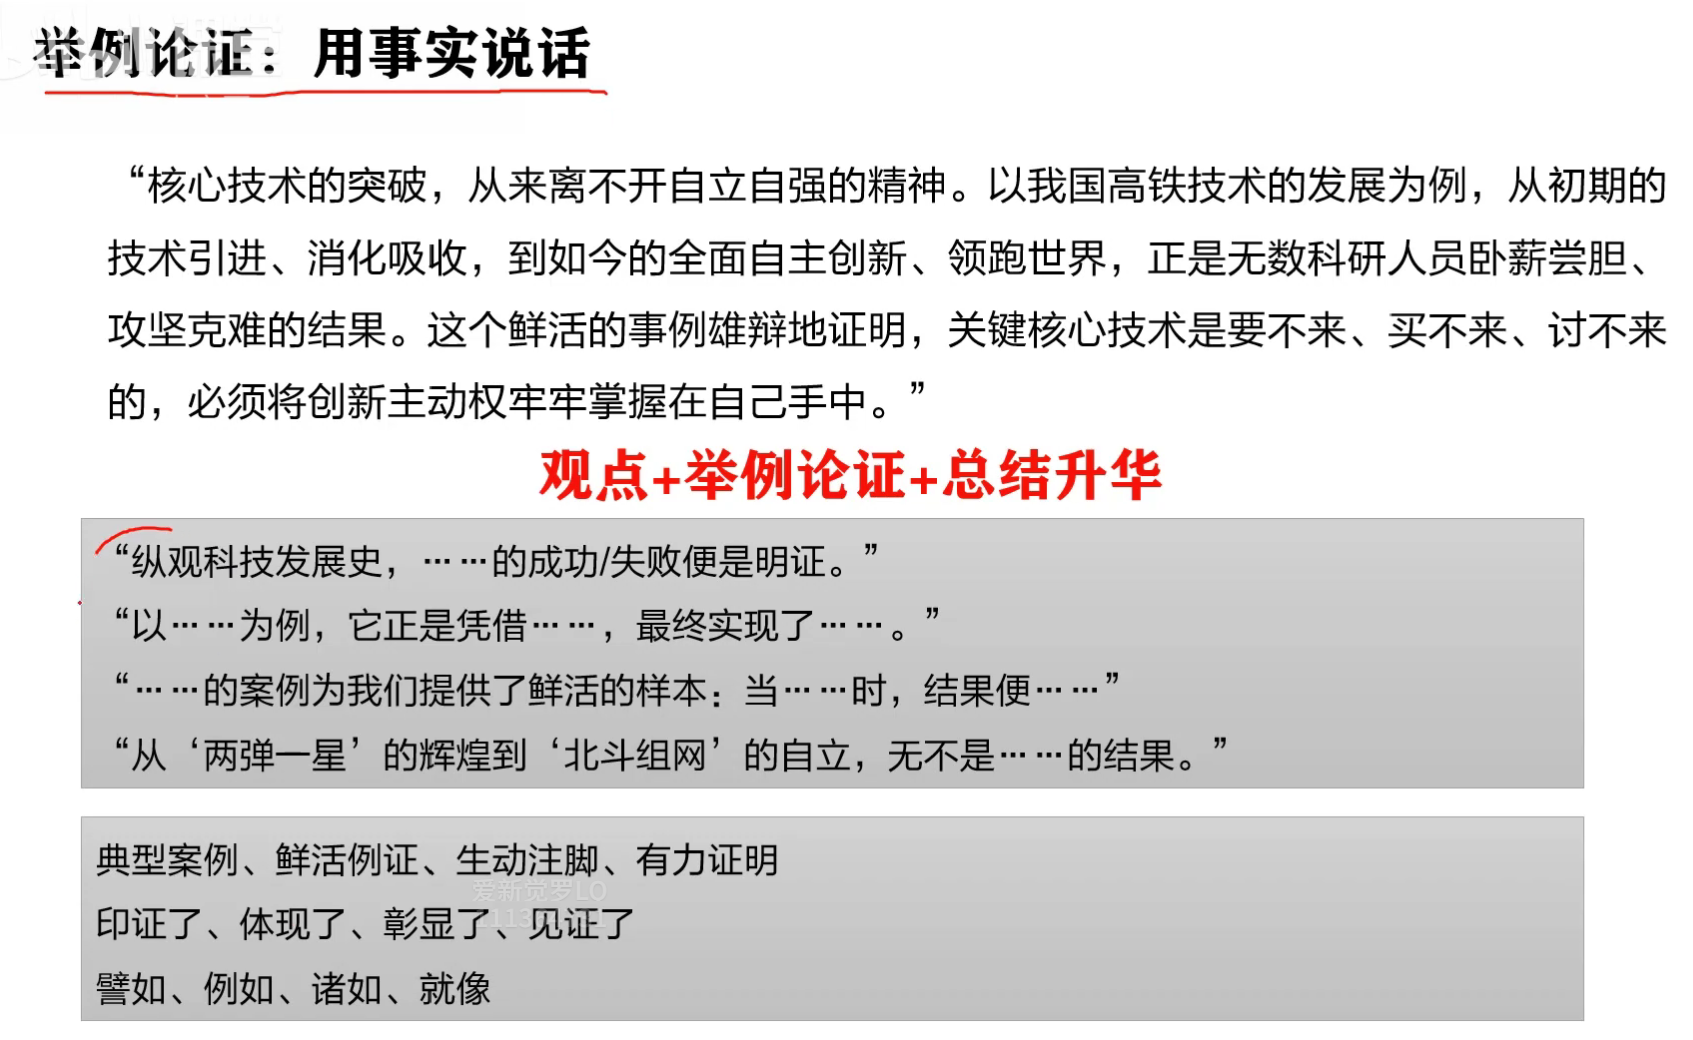 举例论证：用事实说话
“核心技术的突破，从来离不开自立自强的精神。以我国高铁技术的发展为例，从初期的
技术引进、消化吸收，到如今的全面自主创新、领跑世界，正是无数科研人员卧薪尝胆、
攻坚克难的结果。这个鲜活的事例雄辩地证明，关键核心技术是要不来、买不来、讨不来
的，必须将创新主动权牢牢掌握在自己手中。”
观点+举例论证+总结升华
“纵观科技发展史，……的成功/失败便是明证。”
“以……为例，它正是凭借……，最终实现了……。”
“……的案例为我们提供了鲜活的样本：当……时，结果便……”
“从‘两弹一星’的辉煌到‘北斗组网’的自立，无不是……的结果。”
典型案例、鲜活例证、生动注脚、有力证明
爱新觉罗LO
印证了、体现了、彰显了、见证了
譬如、例如、诸如、就像